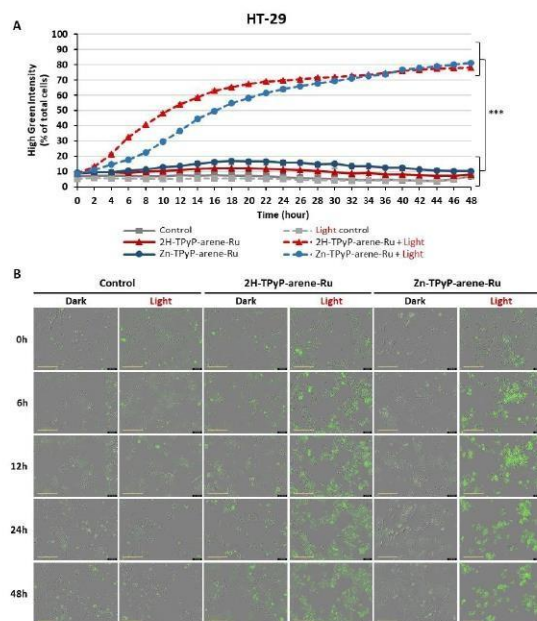 HT-29
A
High Green Intensity
(% of total cells)
100
90
80
70
60
50
40
30
20
10
0
***
0 2 4 6 8 10 12 14 16 18 20 22 24 26 28 30 32 34 36 38 40 42 44 46 48
Time (hour)
Control
Light control
2H-TPyP-arene-Ru
2H-TPyP-arene-Ru + Light
Zn-TPyP-arene-Ru
Zn-TPyP-arene-Ru + Light
B
Control 2H-TPyP-arene-Ru Zn-TPyP-arene-Ru
Dark Light Dark Light Dark Light
0h
6h
12h
24h
48h